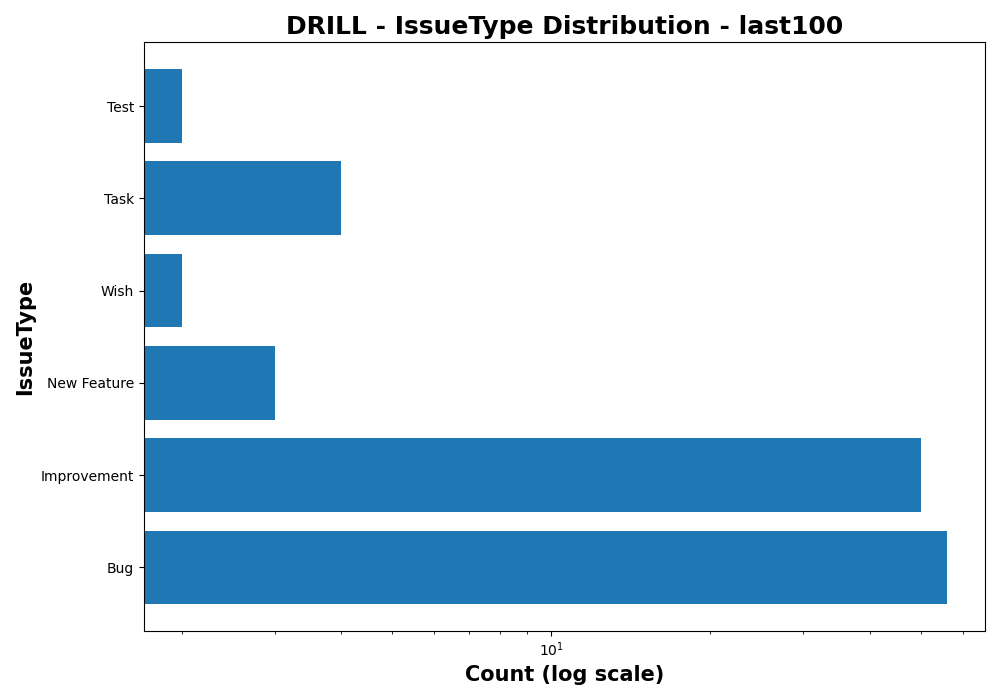 DRILL - IssueType Distribution - last100
Test
Task
Wish
New Feature
Improvement
Bug
IssueType
10¹
Count (log scale)